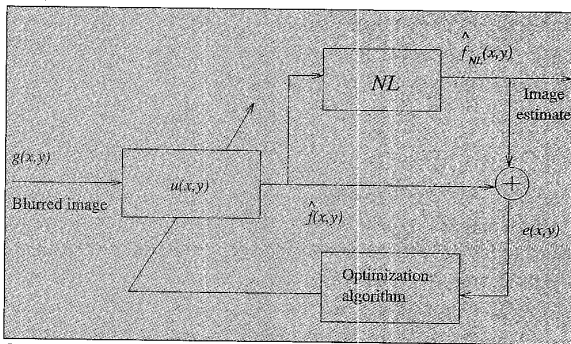 f̂_NL(x,y)
NL
Image
estimate
g(x,y)
u(x,y)
Blurred image
+
f̂(x,y)
e(x,y)
Optimization
algorithm